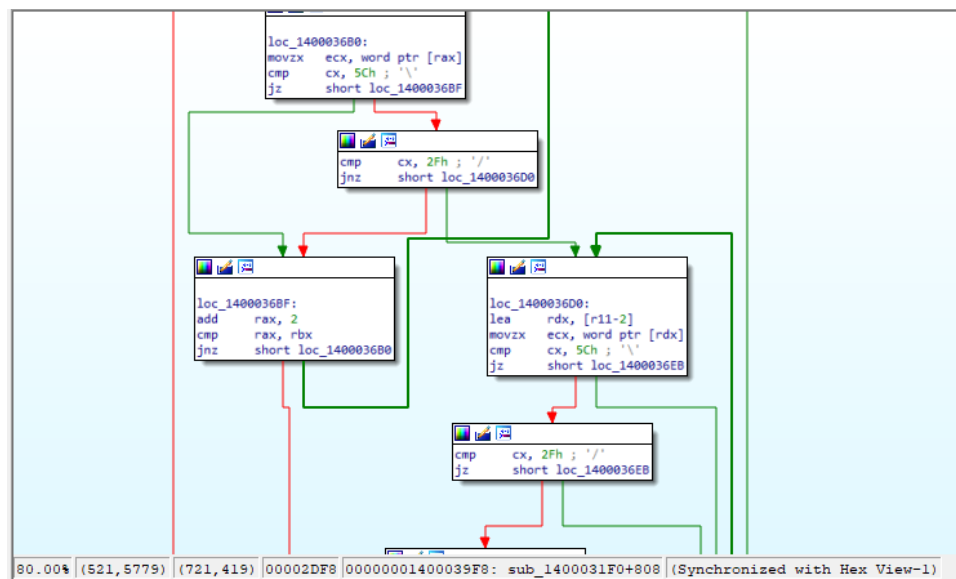 loc_1400036B0:
movzx ecx, word ptr [rax]
cmp cx, 5Ch ; '\'
jz short loc_1400036BF
cmp cx, 2Fh ; '/'
jnz short loc_1400036D0
loc_1400036BF:
add rax, 2
cmp rax, rbx
jnz short loc_1400036B0
loc_1400036D0:
lea rdx, [r11-2]
movzx ecx, word ptr [rdx]
cmp cx, 5Ch ; '\'
jz short loc_1400036EB
cmp cx, 2Fh ; '/'
jz short loc_1400036EB
80.00% (521,5779) (721,419) 00002DF8 00000001400039F8: sub_1400031F0+808 (Synchronized with Hex View-1)